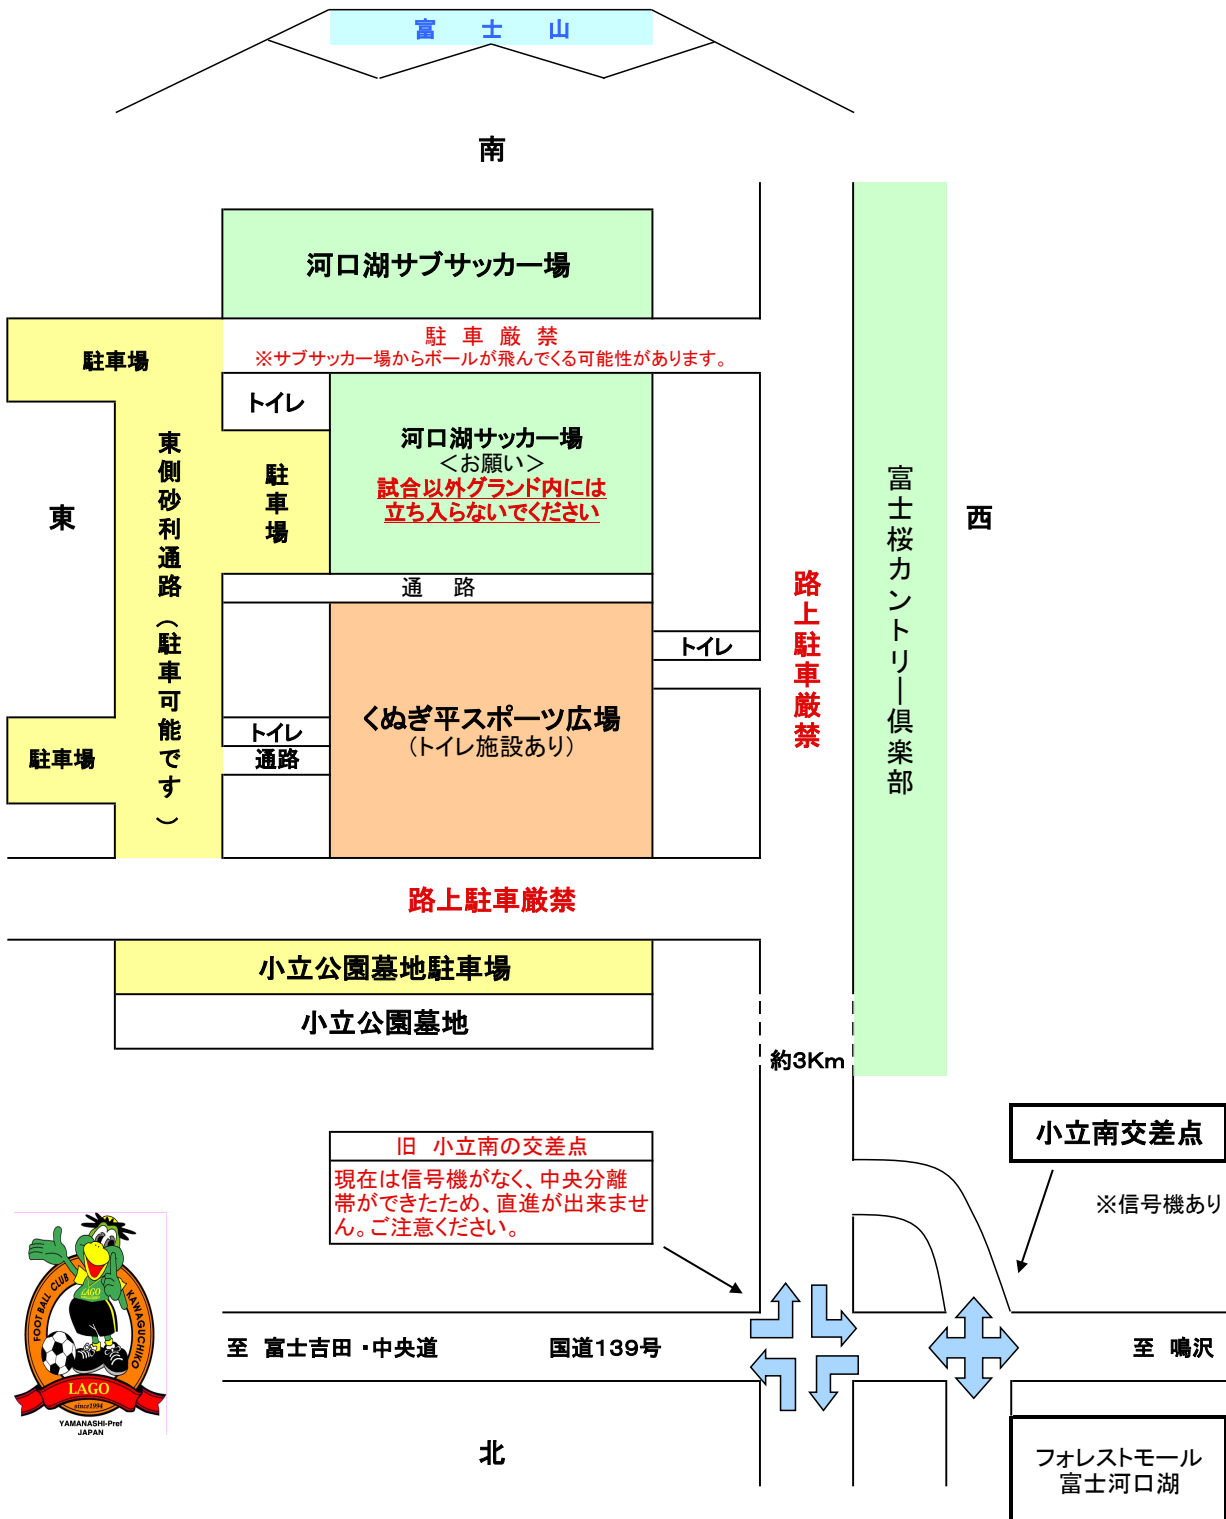 富 士 山
南
河口湖サブサッカー場
駐 車 厳 禁
※サブサッカー場からボールが飛んでくる可能性があります。
駐車場
トイレ
河口湖サッカー場
<お願い>
試合以外グランド内には
立ち入らないでください
駐車場
東側砂利通路(駐車可能です)
東
西
富士桜カントリー倶楽部
路上駐車厳禁
通 路
トイレ
くぬぎ平スポーツ広場
(トイレ施設あり)
トイレ
通路
駐車場
路上駐車厳禁
小立公園墓地駐車場
小立公園墓地
約3Km
小立南交差点
※信号機あり
旧 小立南の交差点
現在は信号機がなく、中央分離
帯ができたため、直進が出来ませ
ん。ご注意ください。
FOOT BALL CLUB KAWAGUCHIKO
LAGO
LAGO
since1994
YAMANASHI-Pref
JAPAN
至 富士吉田・中央道
国道139号
至 鳴沢
北
フォレストモール
富士河口湖